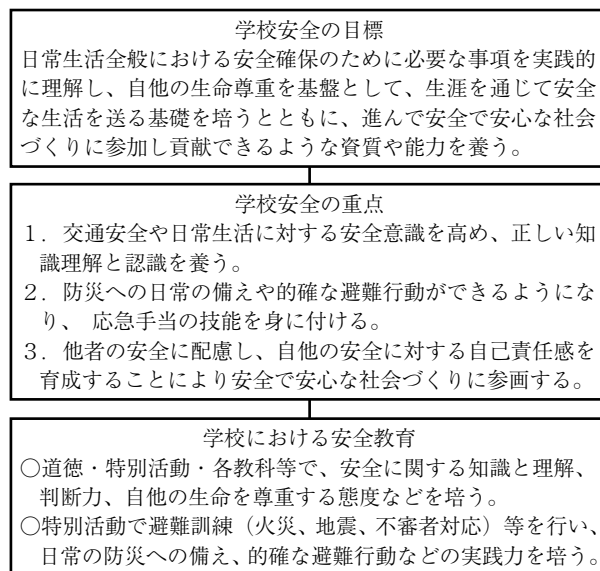 学校安全の目標
日常生活全般における安全確保のために必要な事項を実践的
に理解し、自他の生命尊重を基盤として、生涯を通じて安全
な生活を送る基礎を培うとともに、進んで安全で安心な社会
づくりに参加し貢献できるような資質や能力を養う。
学校安全の重点
1．交通安全や日常生活に対する安全意識を高め、正しい知
識理解と認識を養う。
2．防災への日常の備えや的確な避難行動ができるようにな
り、 応急手当の技能を身に付ける。
3．他者の安全に配慮し、自他の安全に対する自己責任感を
育成することにより安全で安心な社会づくりに参画する。
学校における安全教育
○道徳・特別活動・各教科等で、安全に関する知識と理解、
判断力、自他の生命を尊重する態度などを培う。
○特別活動で避難訓練（火災、地震、不審者対応）等を行い、
日常の防災への備え、的確な避難行動などの実践力を培う。